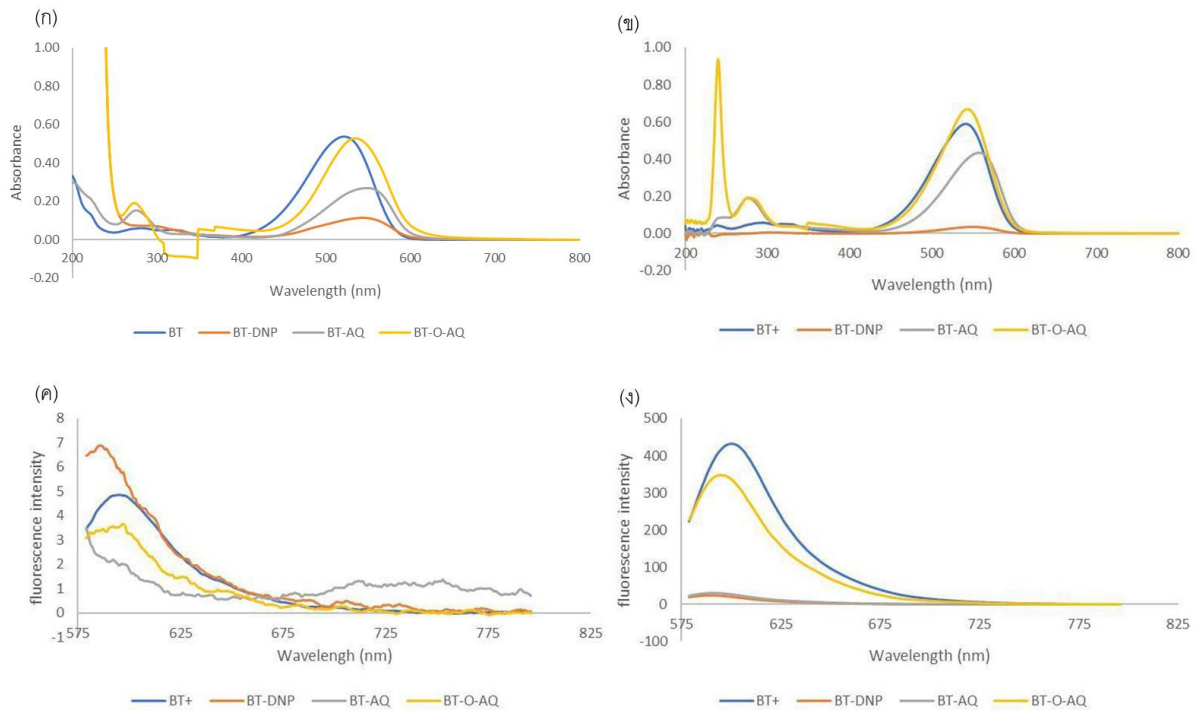 (ก)
1.00
0.80
0.60
0.40
0.20
0.00
-0.20
Absorbance
200 300 400 500 600 700 800
Wavelength (nm)
BT BT-DNP BT-AQ BT-O-AQ
(ข)
1.00
0.80
0.60
0.40
0.20
0.00
-0.20
Absorbance
200 300 400 500 600 700 800
Wavelength (nm)
BT+ BT-DNP BT-AQ BT-O-AQ
(ค)
8
7
6
5
4
3
2
1
0
-1
fluorescence intensity
575 625 675 725 775 825
Wavelengh (nm)
BT+ BT-DNP BT-AQ BT-O-AQ
(ง)
500
400
300
200
100
0
-100
fluorescence intensity
575 625 675 725 775 825
Wavelength (nm)
BT+ BT-DNP BT-AQ BT-O-AQ